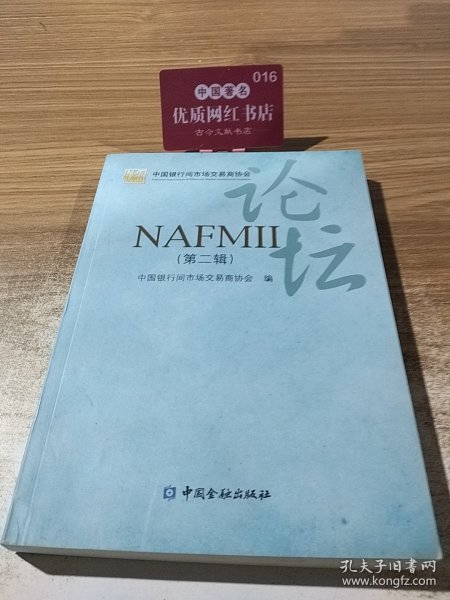 016
中国著名
优质网红书店
古今文献书店
中国银行间市场交易商协会
论坛
NAFMII
(第二辑)
中国银行间市场交易商协会 编
中国金融出版社
孔夫子旧书网
www.kongfz.com